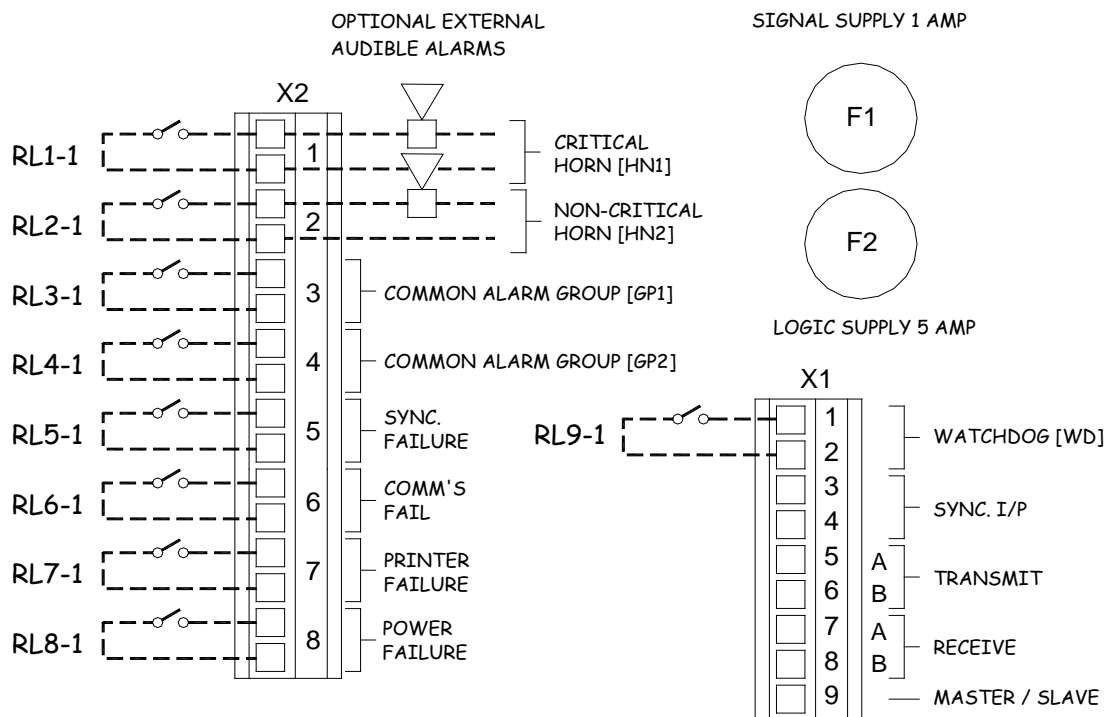 OPTIONAL EXTERNAL
AUDIBLE ALARMS
SIGNAL SUPPLY 1 AMP
X2
F1
RL1-1
1
CRITICAL
HORN [HN1]
RL2-1
2
NON-CRITICAL
HORN [HN2]
F2
RL3-1
3
COMMON ALARM GROUP [GP1]
LOGIC SUPPLY 5 AMP
RL4-1
4
COMMON ALARM GROUP [GP2]
X1
RL5-1
5
SYNC.
FAILURE
RL9-1
1
2
WATCHDOG [WD]
RL6-1
6
COMM'S
FAIL
3
4
SYNC. I/P
RL7-1
7
PRINTER
FAILURE
5 A
6 B
TRANSMIT
RL8-1
8
POWER
FAILURE
7 A
8 B
RECEIVE
9
MASTER / SLAVE